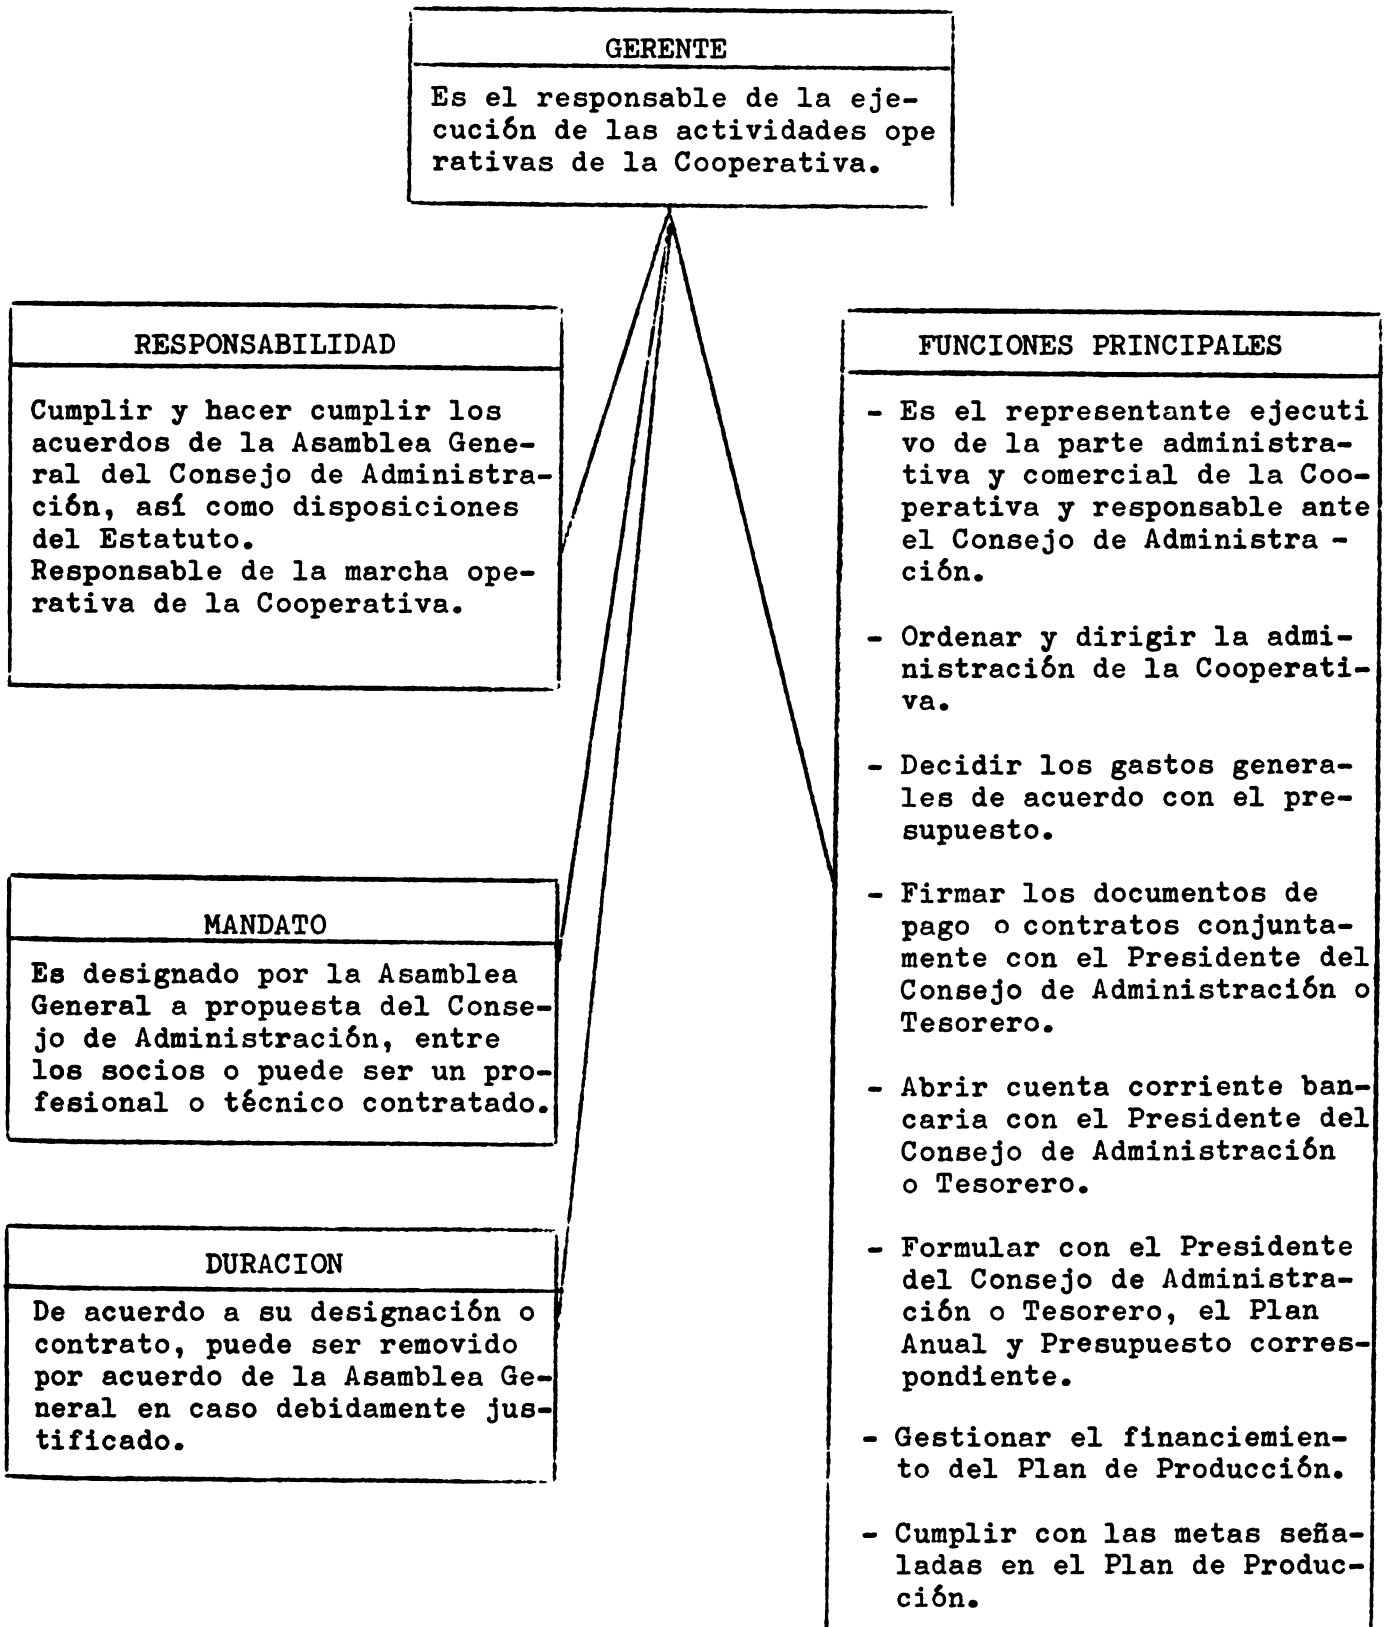 GERENTE
Es el responsable de la eje-
cución de las actividades ope
rativas de la Cooperativa.
RESPONSABILIDAD
Cumplir y hacer cumplir los
acuerdos de la Asamblea Gene-
ral del Consejo de Administra-
ción, así como disposiciones
del Estatuto.
Responsable de la marcha ope-
rativa de la Cooperativa.
MANDATO
Es designado por la Asamblea
General a propuesta del Conse-
jo de Administración, entre
los socios o puede ser un pro-
fesional o técnico contratado.
DURACION
De acuerdo a su designación o
contrato, puede ser removido
por acuerdo de la Asamblea Ge-
neral en caso debidamente jus-
tificado.
FUNCIONES PRINCIPALES
- Es el representante ejecuti
vo de la parte administra-
tiva y comercial de la Coo-
perativa y responsable ante
el Consejo de Administra -
ción.
- Ordenar y dirigir la admi-
nistración de la Cooperati-
va.
- Decidir los gastos genera-
les de acuerdo con el pre-
supuesto.
- Firmar los documentos de
pago o contratos conjunta-
mente con el Presidente del
Consejo de Administración o
Tesorero.
- Abrir cuenta corriente ban-
caria con el Presidente del
Consejo de Administración
o Tesorero.
- Formular con el Presidente
del Consejo de Administra-
ción o Tesorero, el Plan
Anual y Presupuesto corres-
pondiente.
- Gestionar el financiemien-
to del Plan de Producción.
- Cumplir con las metas seña-
ladas en el Plan de Produc-
ción.